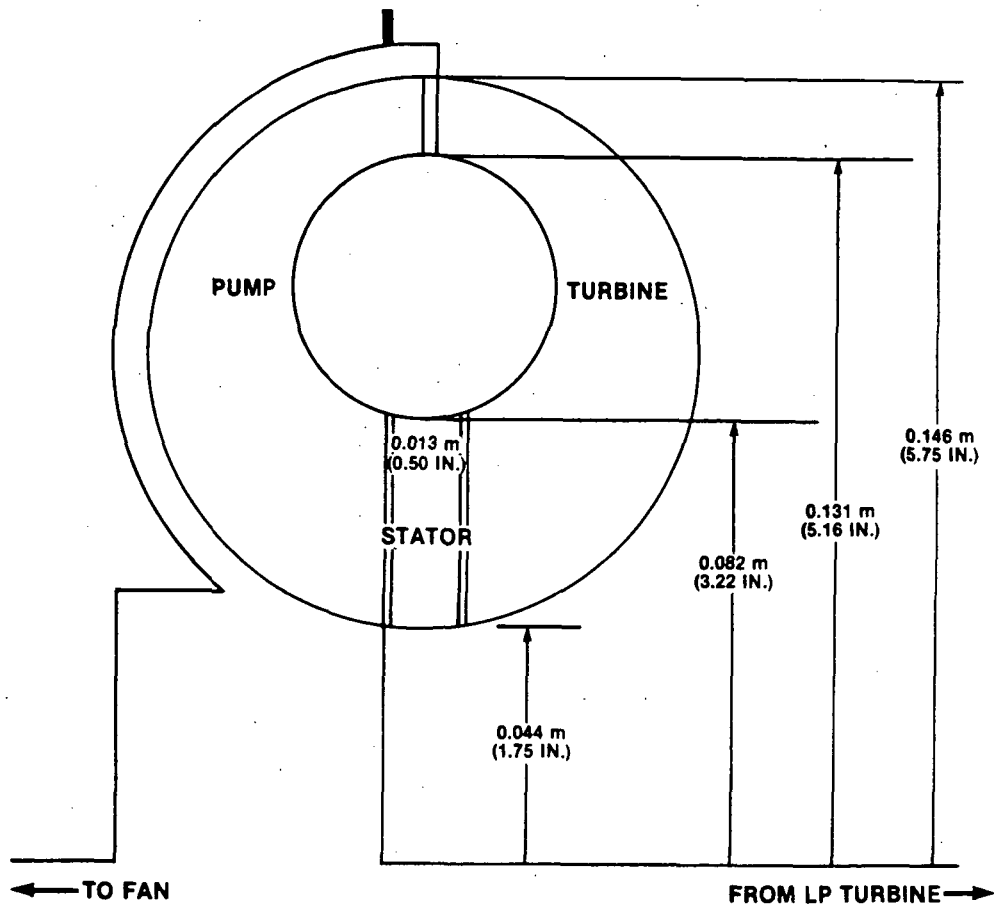 PUMP
TURBINE
0.013 m
(0.50 IN.)
STATOR
0.146 m
(5.75 IN.)
0.131 m
(5.16 IN.)
0.082 m
(3.22 IN.)
0.044 m
(1.75 IN.)
TO FAN
FROM LP TURBINE